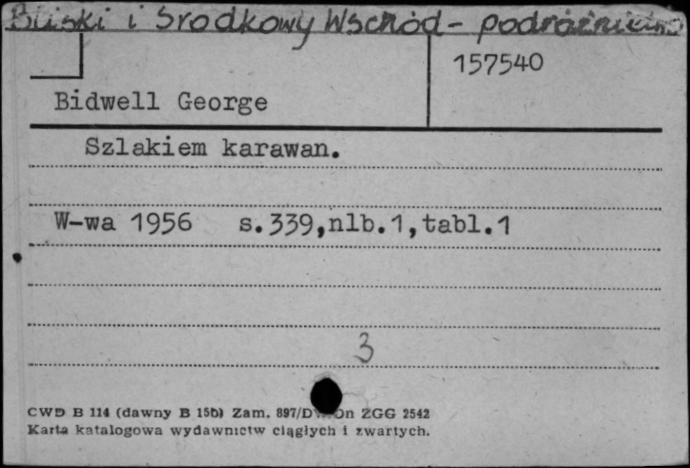 Bliski i Środkowy Wschód - podróżnictwo
157540
Bidwell George
Szlakiem karawan.
W-wa 1956 s.339,nlb.1,tabl.1
3
CWD B 114 (dawny B 15b) Zam. 897/D ZGG 2542
Karta katalogowa wydawnictw ciągłych i zwartych.